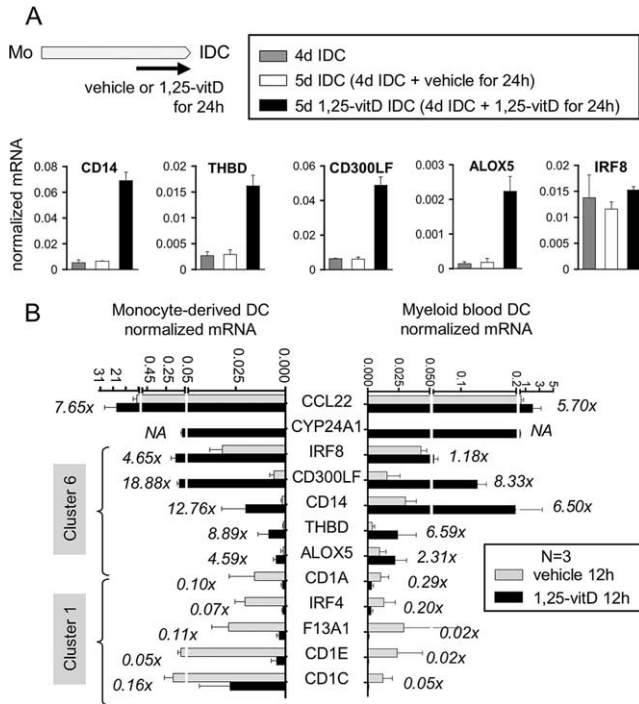 A
Mo
IDC
vehicle or 1,25-vitD
for 24h
4d IDC
5d IDC (4d IDC + vehicle for 24h)
5d 1,25-vitD IDC (4d IDC + 1,25-vitD for 24h)
normalized mRNA
CD14
0.08
0.06
0.04
0.02
0
THBD
0.02
0.015
0.01
0.005
0
CD300LF
0.06
0.04
0.02
0
ALOX5
0.003
0.002
0.001
0
IRF8
0.02
0.015
0.01
0.005
0
B
Monocyte-derived DC
normalized mRNA
Myeloid blood DC
normalized mRNA
31 21 0.45 0.25 0.05 0.025 0.000
0.000 0.025 0.050 0.1 0.2 1 3 5
7.65x CCL22 5.70x
NA CYP24A1 NA
4.65x IRF8 1.18x
18.88x CD300LF 8.33x
12.76x CD14 6.50x
8.89x THBD 6.59x
4.59x ALOX5 2.31x
0.10x CD1A 0.29x
0.07x IRF4 0.20x
0.11x F13A1 0.02x
0.05x CD1E 0.02x
0.16x CD1C 0.05x
Cluster 6
Cluster 1
N=3
vehicle 12h
1,25-vitD 12h